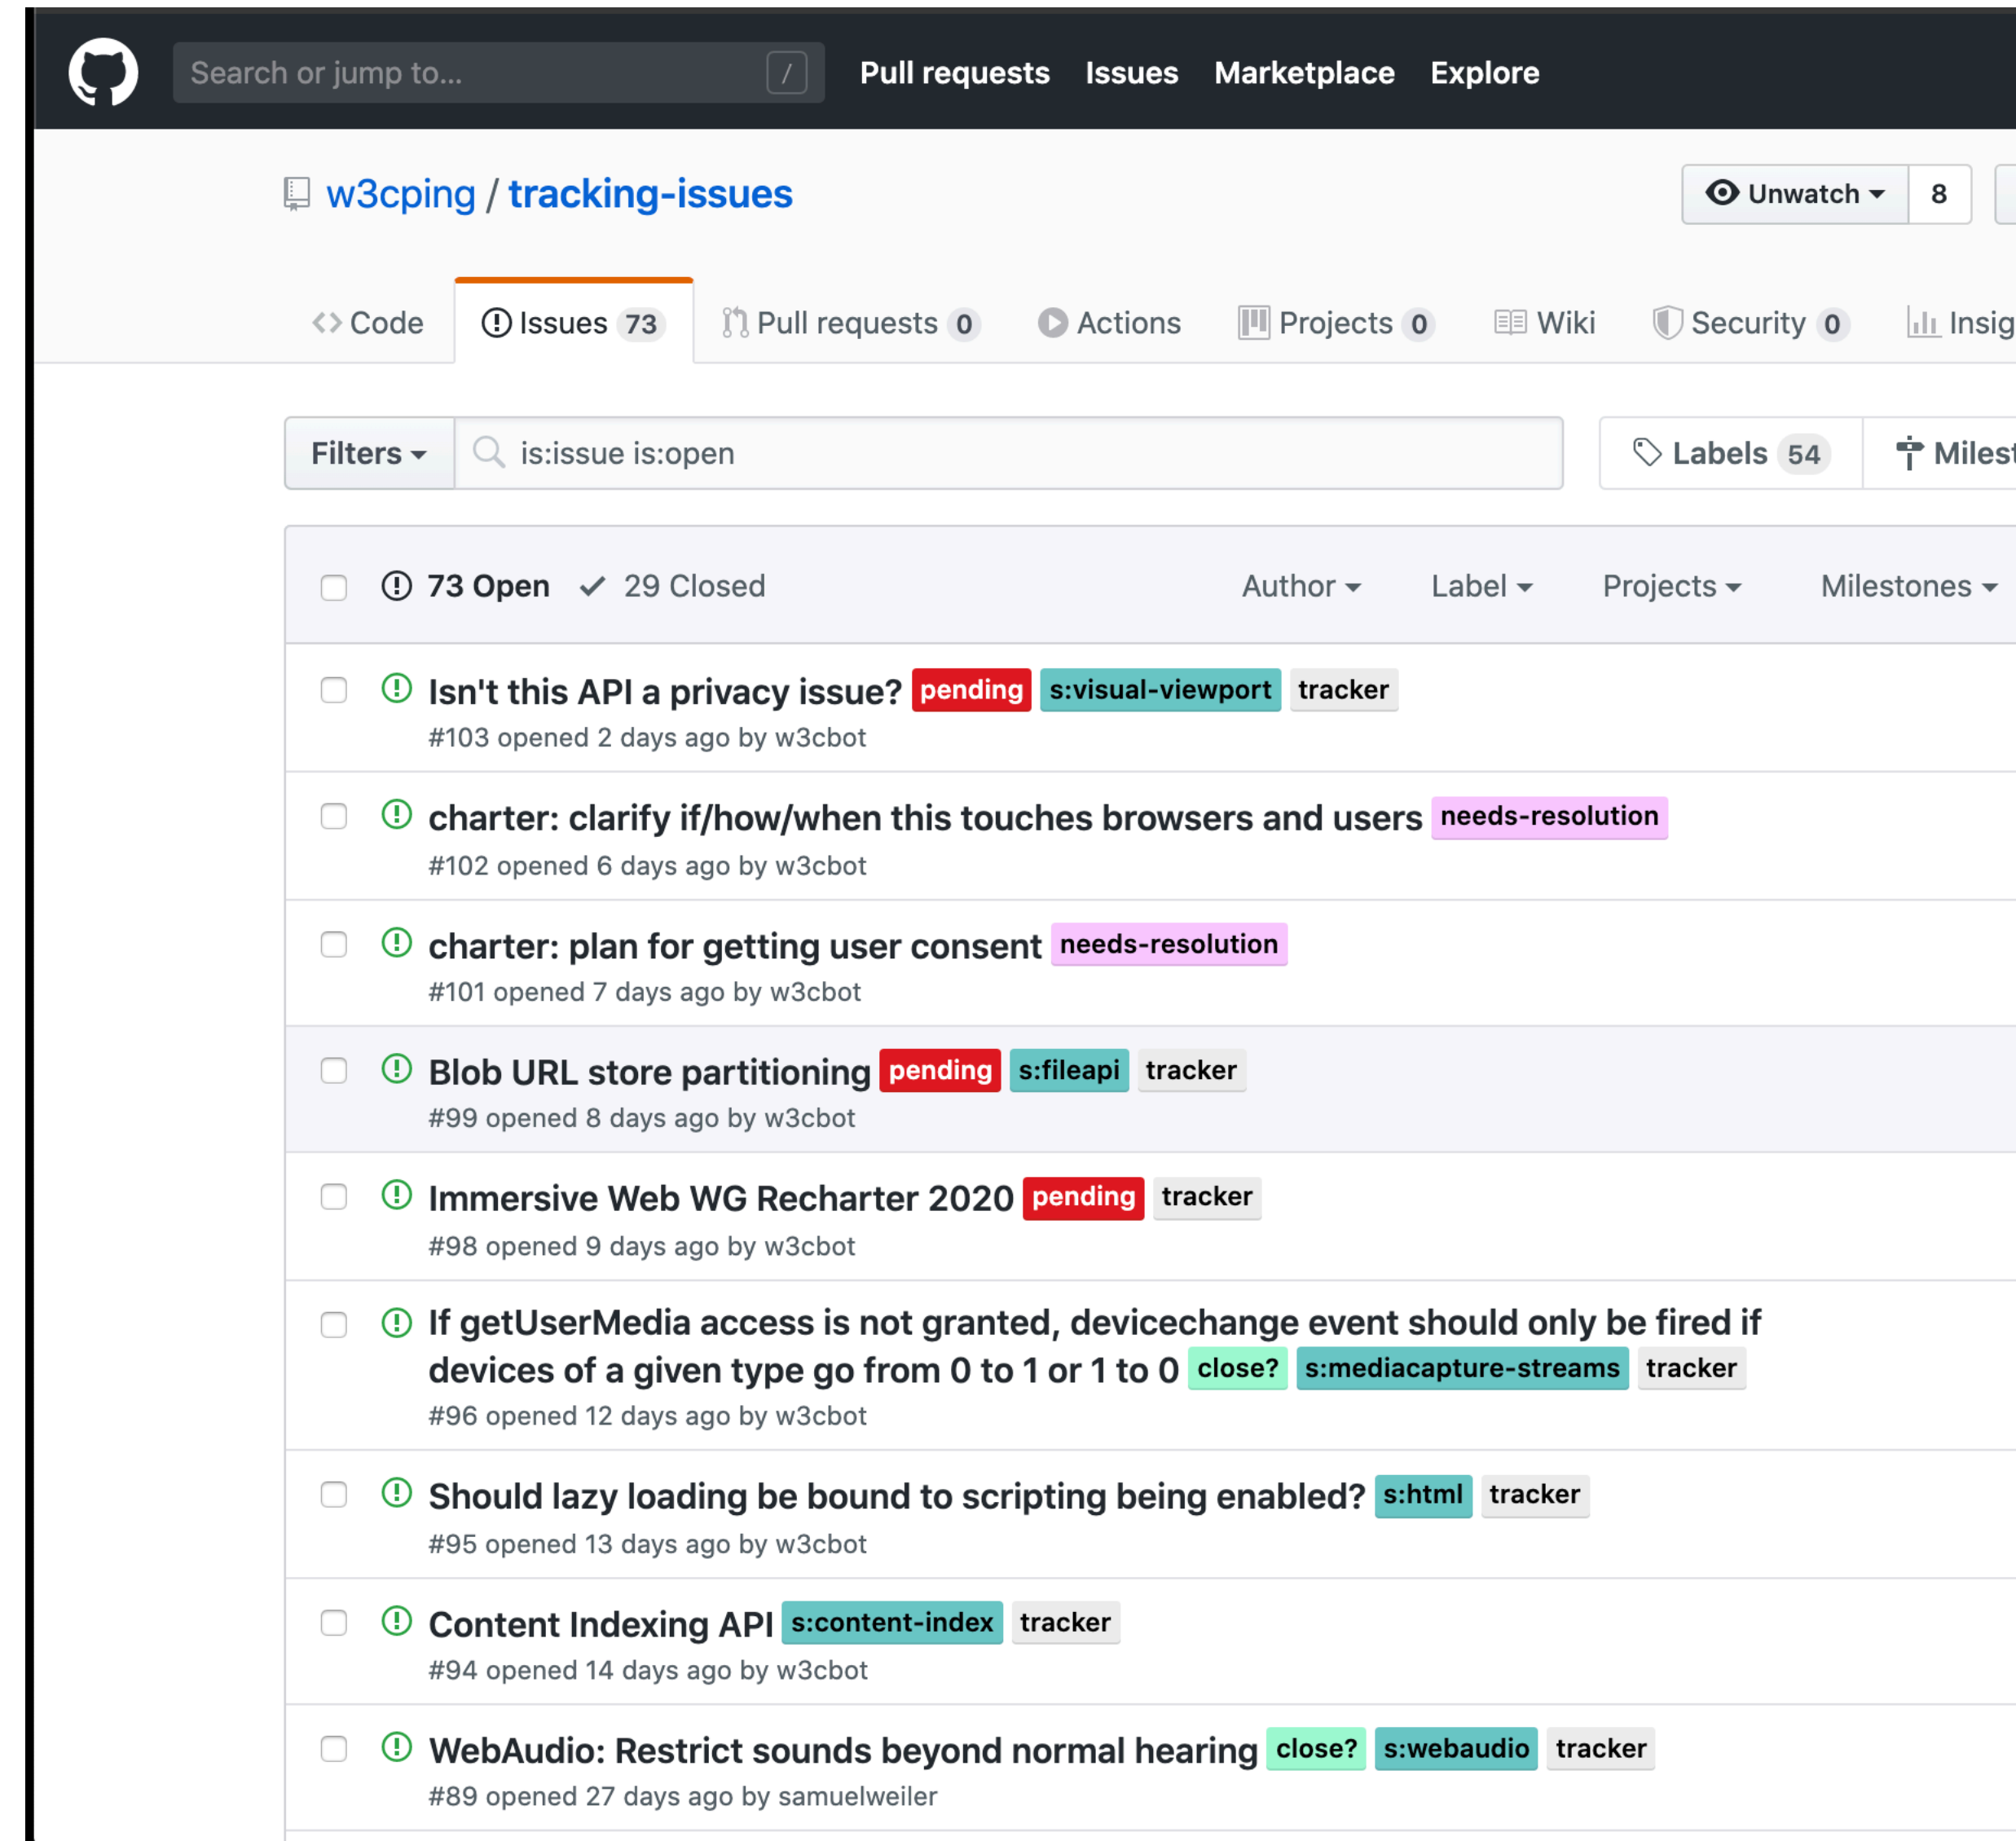 Search or jump to... / Pull requests Issues Marketplace Explore
w3cping / tracking-issues Unwatch 8
Code Issues 73 Pull requests 0 Actions Projects 0 Wiki Security 0 Insig
Filters is:issue is:open Labels 54 Milest
73 Open 29 Closed Author Label Projects Milestones
Isn't this API a privacy issue? pending s:visual-viewport tracker
#103 opened 2 days ago by w3cbot
charter: clarify if/how/when this touches browsers and users needs-resolution
#102 opened 6 days ago by w3cbot
charter: plan for getting user consent needs-resolution
#101 opened 7 days ago by w3cbot
Blob URL store partitioning pending s:fileapi tracker
#99 opened 8 days ago by w3cbot
Immersive Web WG Recharter 2020 pending tracker
#98 opened 9 days ago by w3cbot
If getUserMedia access is not granted, devicechange event should only be fired if
devices of a given type go from 0 to 1 or 1 to 0 close? s:mediacapture-streams tracker
#96 opened 12 days ago by w3cbot
Should lazy loading be bound to scripting being enabled? s:html tracker
#95 opened 13 days ago by w3cbot
Content Indexing API s:content-index tracker
#94 opened 14 days ago by w3cbot
WebAudio: Restrict sounds beyond normal hearing close? s:webaudio tracker
#89 opened 27 days ago by samuelweiler